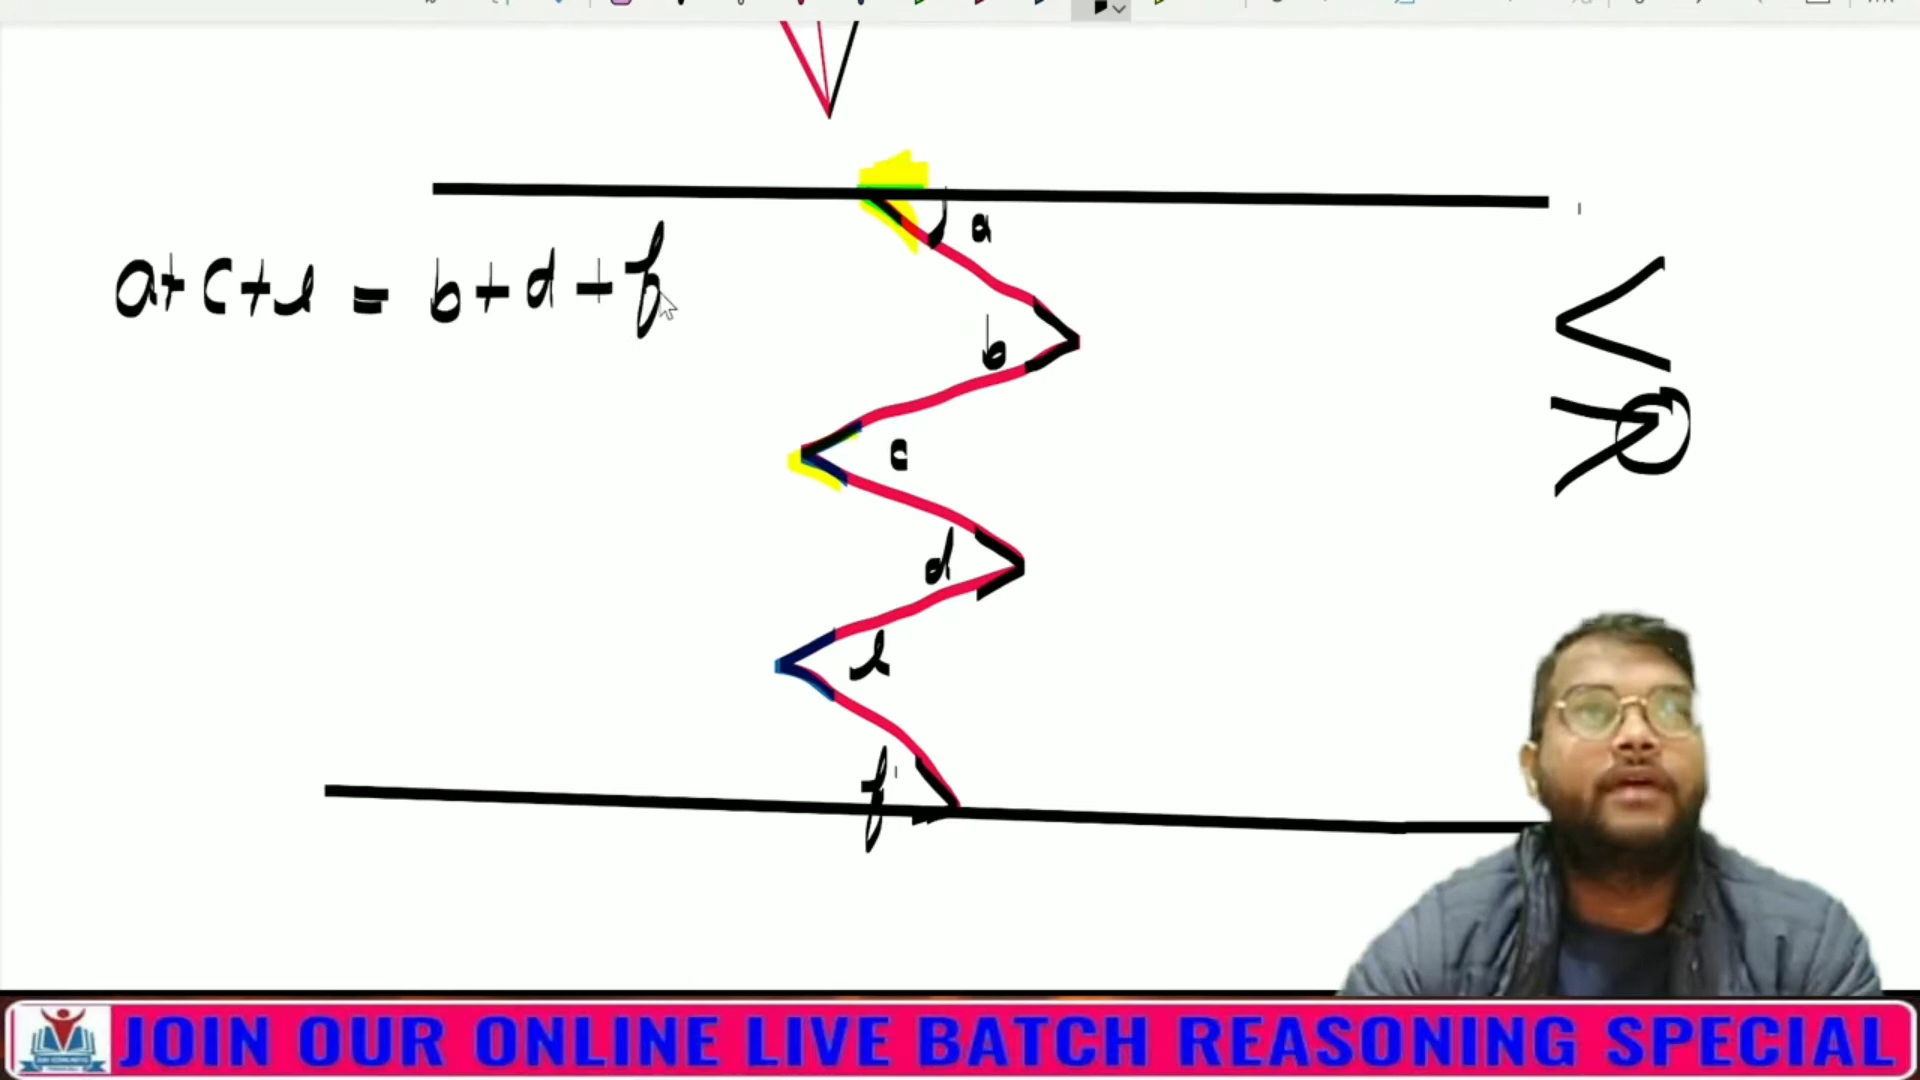 a
a+c+e = b+d+f
b
c
d
e
f
JOIN OUR ONLINE LIVE BATCH REASONING SPECIAL